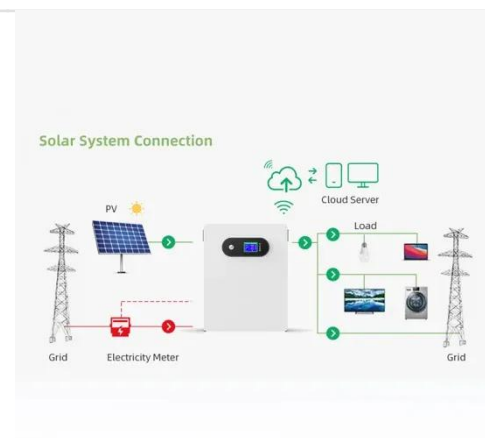 Solar System Connection
Cloud Server
PV
Load
Grid
Electricity Meter
Grid